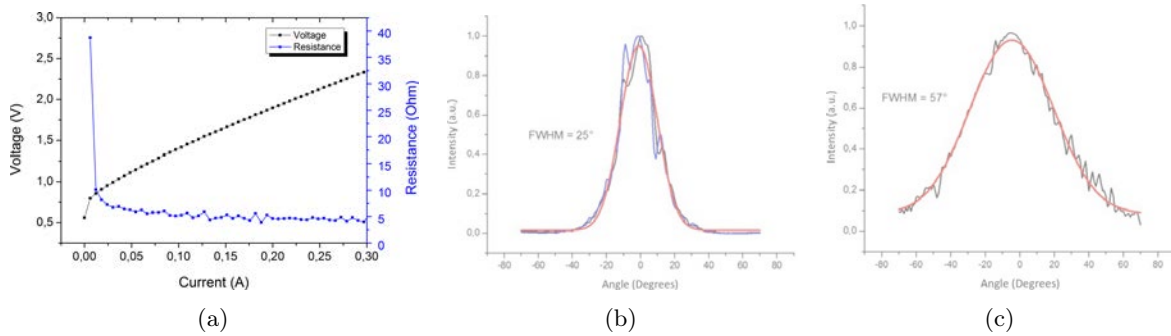 3,0
2,5
2,0
1,5
1,0
0,5
Voltage (V)
Voltage
Resistance
40
35
30
25
20
15
10
5
0
Resistance (Ohm)
0,00 0,05 0,10 0,15 0,20 0,25 0,30
Current (A)
(a)
1,0
0,8
0,6
0,4
0,2
0,0
Intensity (a.u.)
FWHM = 25°
-80 -60 -40 -20 0 20 40 60 80
Angle (Degrees)
(b)
1,0
0,8
0,6
0,4
0,2
0,0
Intensity (a.u.)
FWHM = 57°
-80 -60 -40 -20 0 20 40 60 80
Angle (Degrees)
(c)